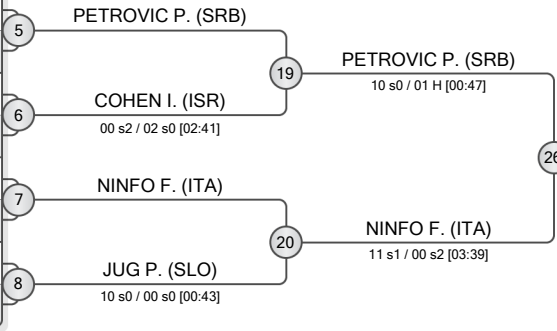 5
PETROVIC P. (SRB)
19
PETROVIC P. (SRB)
10 s0 / 01 H [00:47]
6
COHEN I. (ISR)
00 s2 / 02 s0 [02:41]
26
7
NINFO F. (ITA)
20
NINFO F. (ITA)
11 s1 / 00 s2 [03:39]
8
JUG P. (SLO)
10 s0 / 00 s0 [00:43]